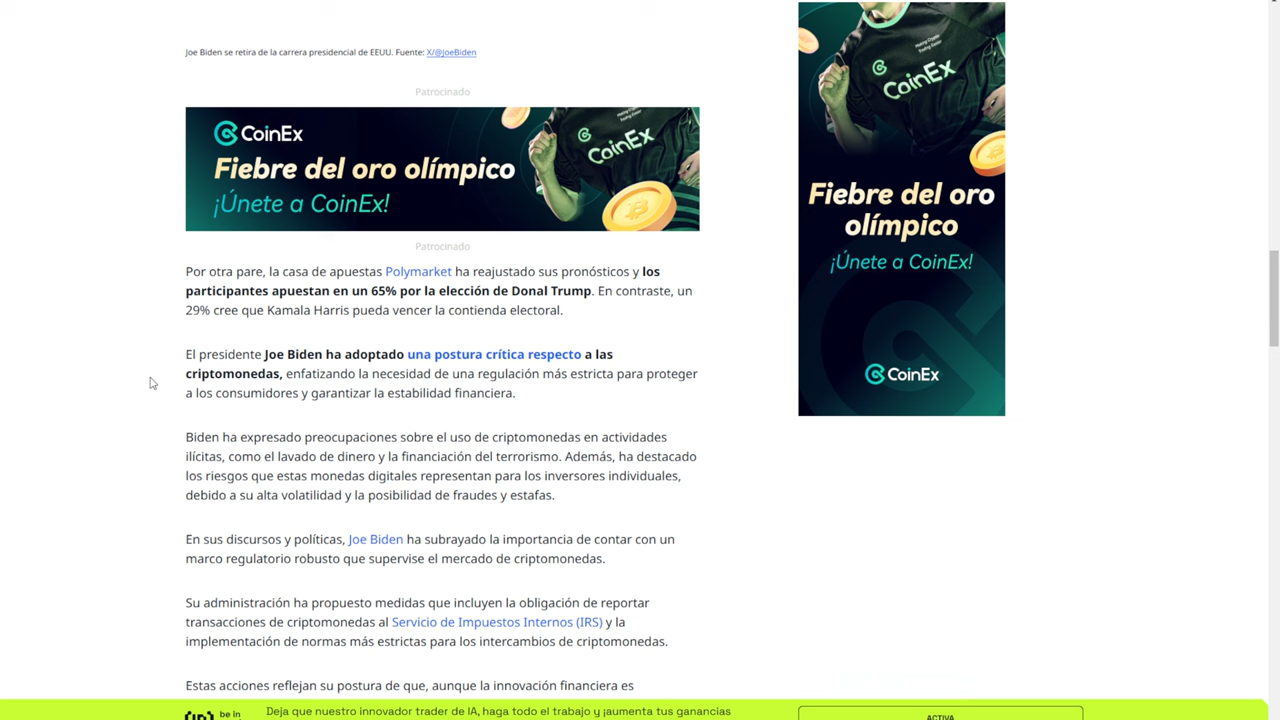 Joe Biden se retira de la carrera presidencial de EEUU. Fuente: X/@JoeBiden
Patrocinado
CoinEx
Fiebre del oro olímpico
¡Únete a CoinEx!
Making Crypto
Trading Easier
CoinEx
Patrocinado
Por otra pare, la casa de apuestas Polymarket ha reajustado sus pronósticos y los
participantes apuestan en un 65% por la elección de Donal Trump. En contraste, un
29% cree que Kamala Harris pueda vencer la contienda electoral.
El presidente Joe Biden ha adoptado una postura crítica respecto a las
criptomonedas, enfatizando la necesidad de una regulación más estricta para proteger
a los consumidores y garantizar la estabilidad financiera.
Biden ha expresado preocupaciones sobre el uso de criptomonedas en actividades
ilícitas, como el lavado de dinero y la financiación del terrorismo. Además, ha destacado
los riesgos que estas monedas digitales representan para los inversores individuales,
debido a su alta volatilidad y la posibilidad de fraudes y estafas.
En sus discursos y políticas, Joe Biden ha subrayado la importancia de contar con un
marco regulatorio robusto que supervise el mercado de criptomonedas.
Su administración ha propuesto medidas que incluyen la obligación de reportar
transacciones de criptomonedas al Servicio de Impuestos Internos (IRS) y la
implementación de normas más estrictas para los intercambios de criptomonedas.
Estas acciones reflejan su postura de que, aunque la innovación financiera es
Making Crypto
Trading Easier
CoinEx
Fiebre del oro
olímpico
¡Únete a CoinEx!
CoinEx
be in
Deja que nuestro innovador trader de IA, haga todo el trabajo y ¡aumenta tus ganancias
ACTIVA